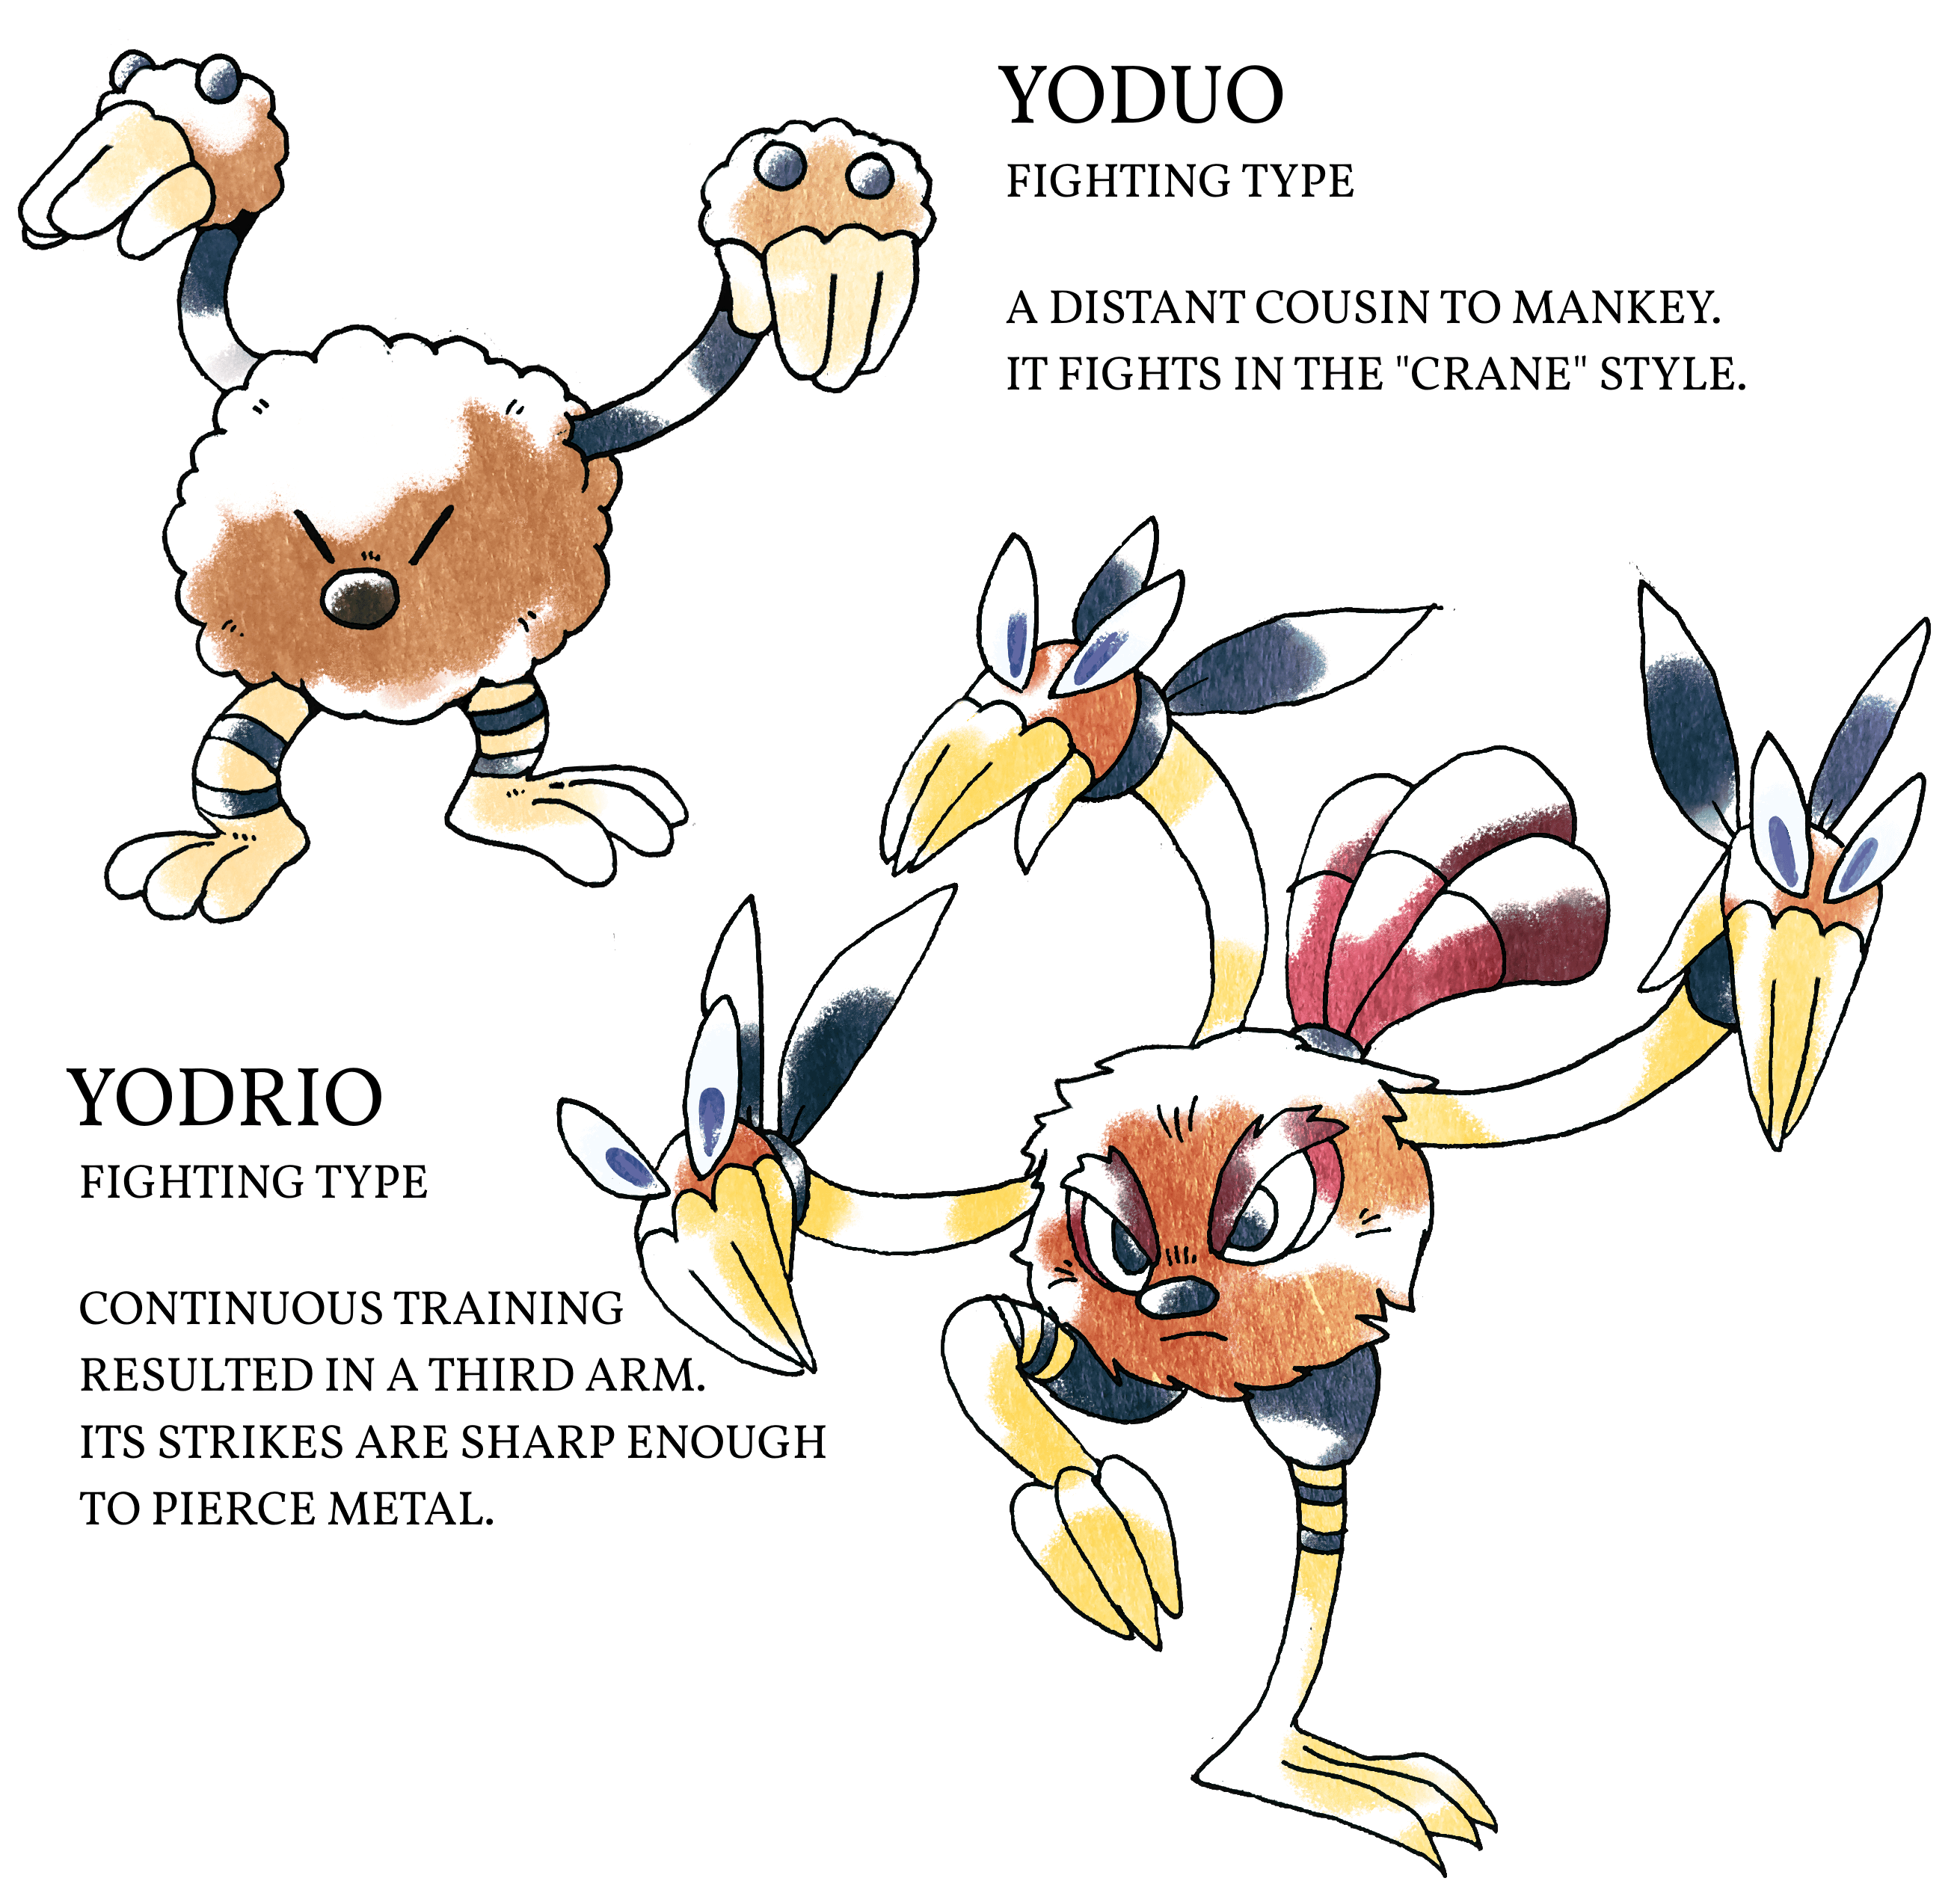 YODUO
FIGHTING TYPE
A DISTANT COUSIN TO MANKEY.
IT FIGHTS IN THE "CRANE" STYLE.
YODRIO
FIGHTING TYPE
CONTINUOUS TRAINING
RESULTED IN A THIRD ARM.
ITS STRIKES ARE SHARP ENOUGH
TO PIERCE METAL.